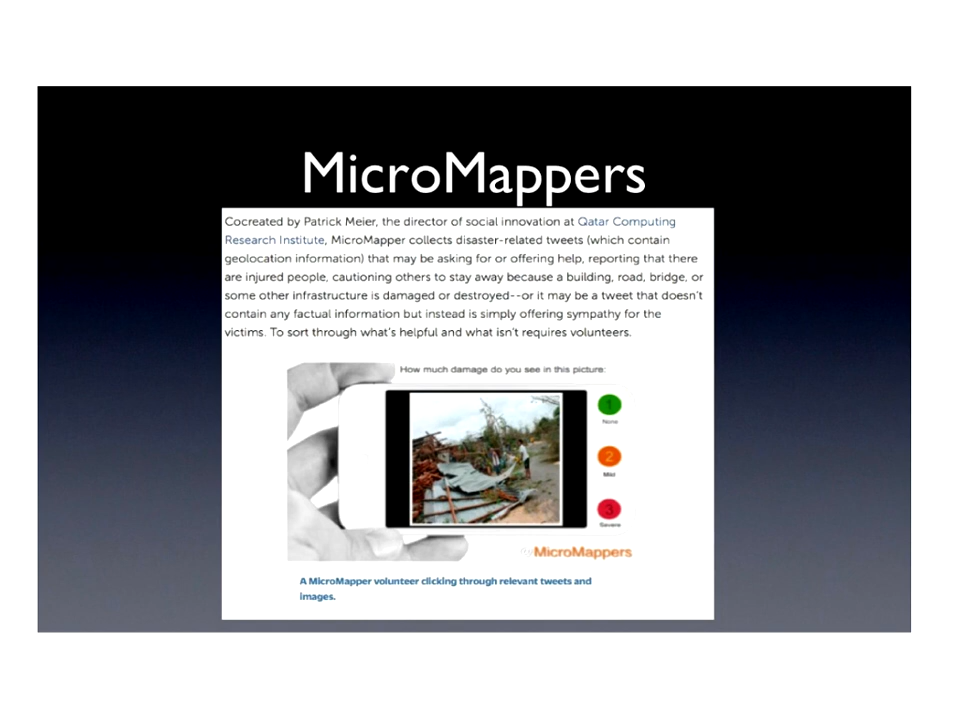 MicroMappers
Cocreated by Patrick Meier, the director of social innovation at Qatar Computing
Research Institute, MicroMapper collects disaster-related tweets (which contain
geolocation information) that may be asking for or offering help, reporting that there
are injured people, cautioning others to stay away because a building, road, bridge, or
some other infrastructure is damaged or destroyed--or it may be a tweet that doesn't
contain any factual information but instead is simply offering sympathy for the
victims. To sort through what's helpful and what isn't requires volunteers.
How much damage do you see in this picture:
1
None
2
Mild
3
Severe
MicroMappers
A MicroMapper volunteer clicking through relevant tweets and
images.